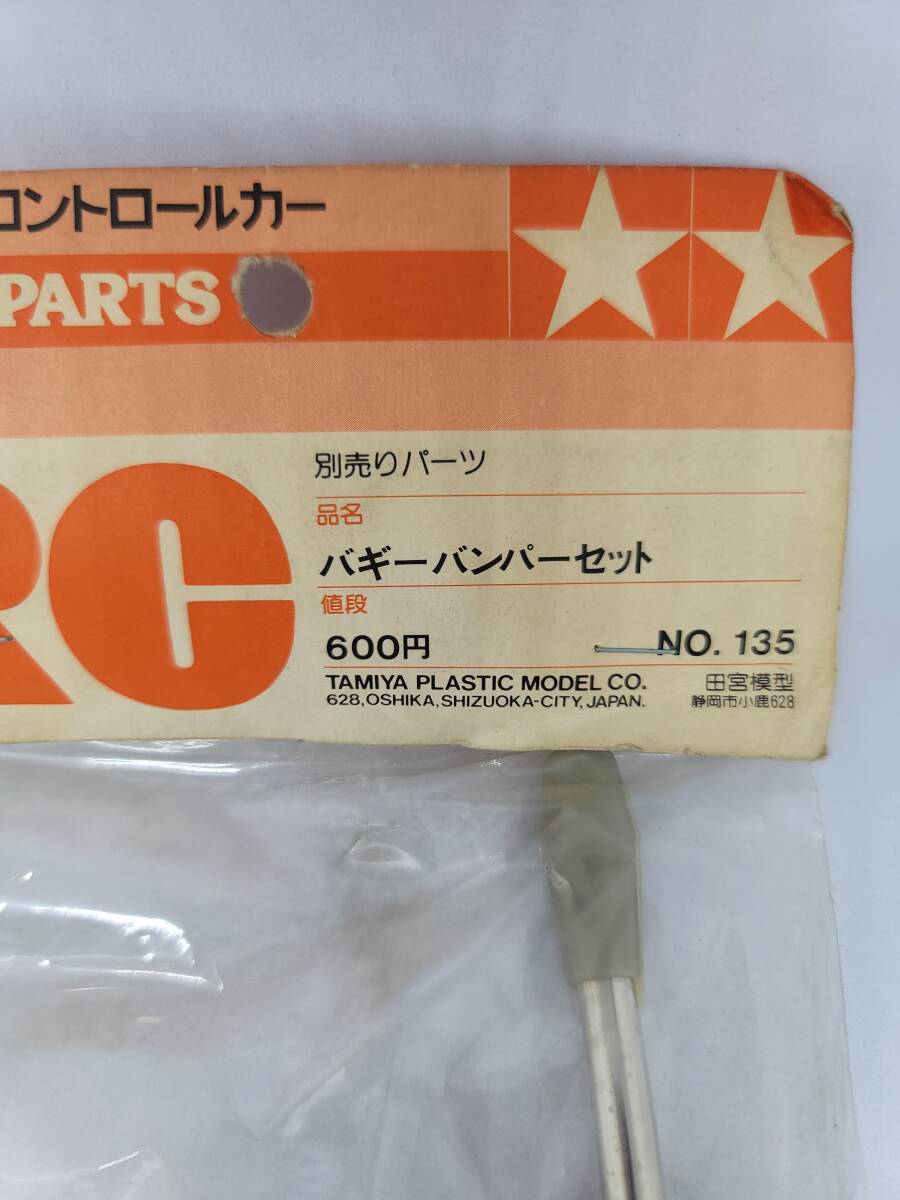 コントロールカー
PARTS
RC
別売りパーツ
品名
バギーバンパーセット
値段
600円 NO. 135
TAMIYA PLASTIC MODEL CO. 田宮模型
628, OSHIKA, SHIZUOKA-CITY, JAPAN. 静岡市小鹿628